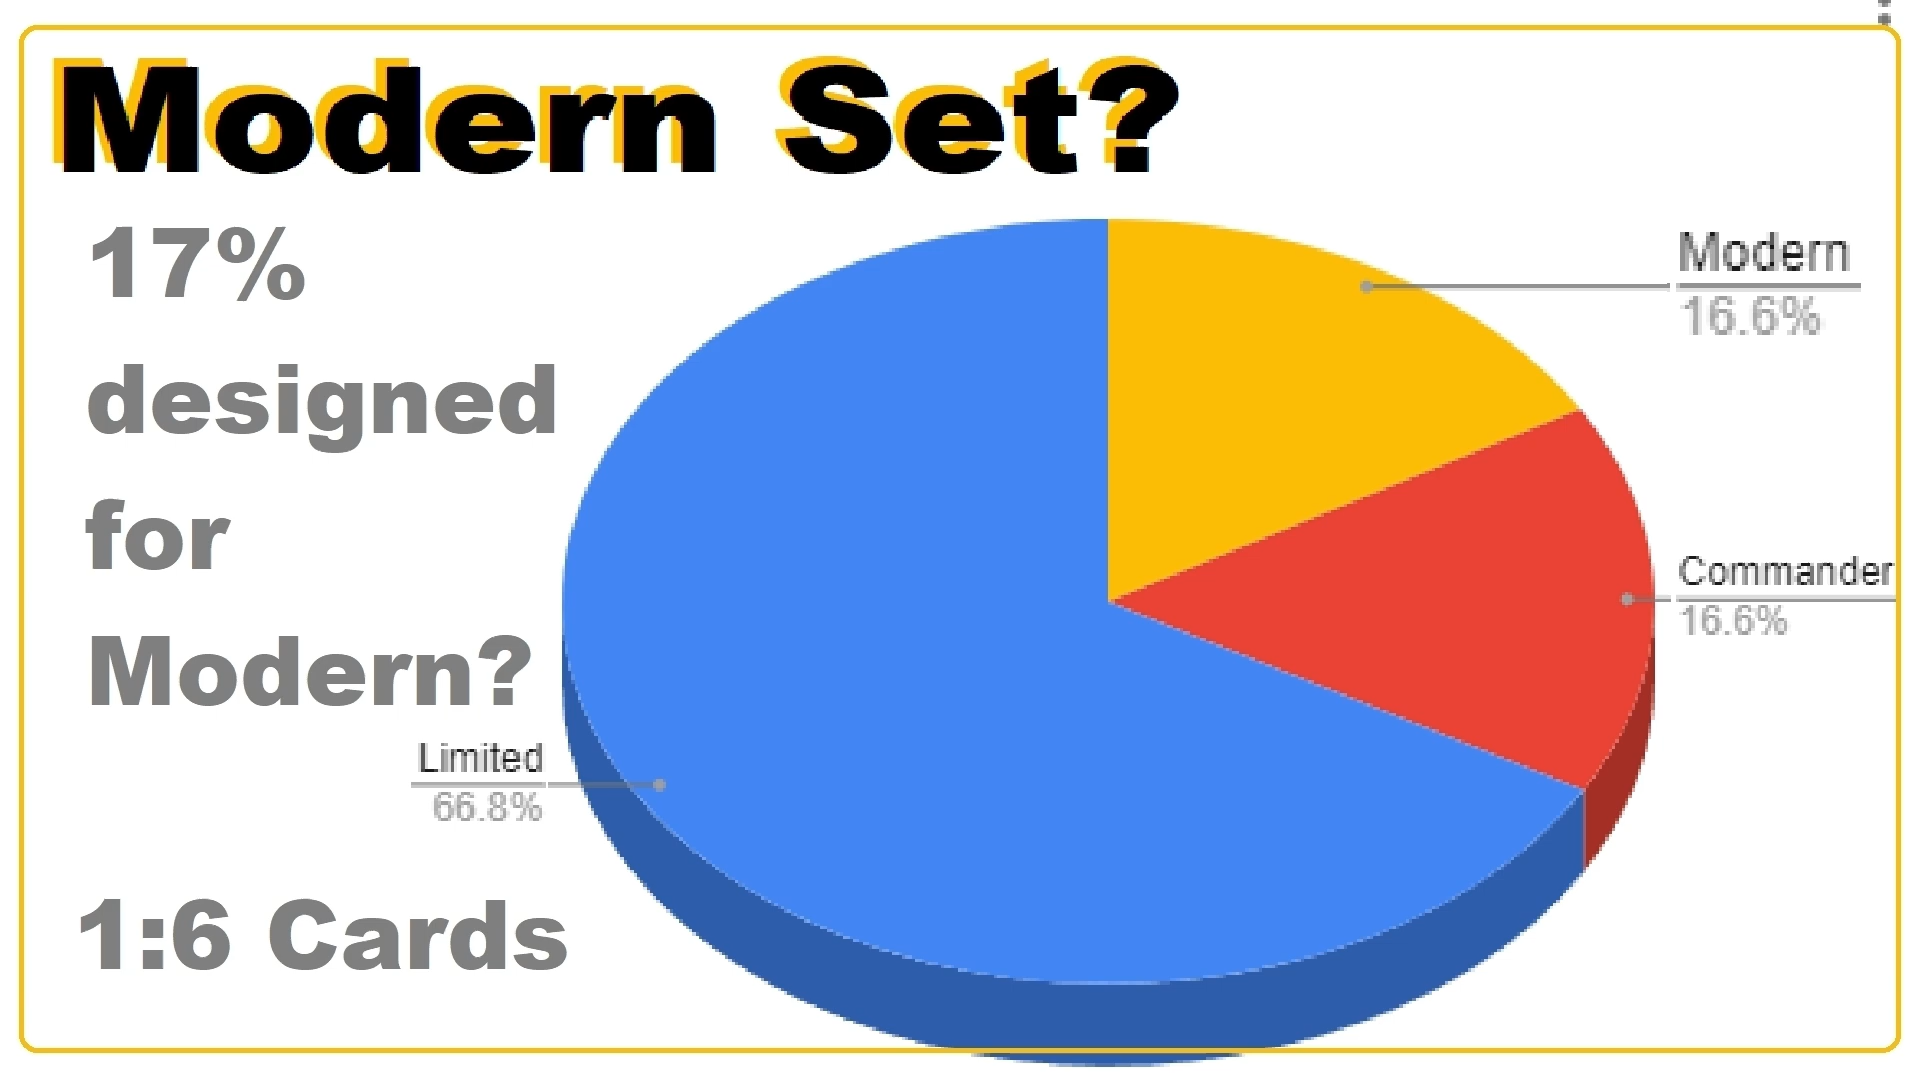 Modern Set?
17%
designed
for
Modern?
Modern
16.6%
Commander
16.6%
Limited
66.8%
1:6 Cards